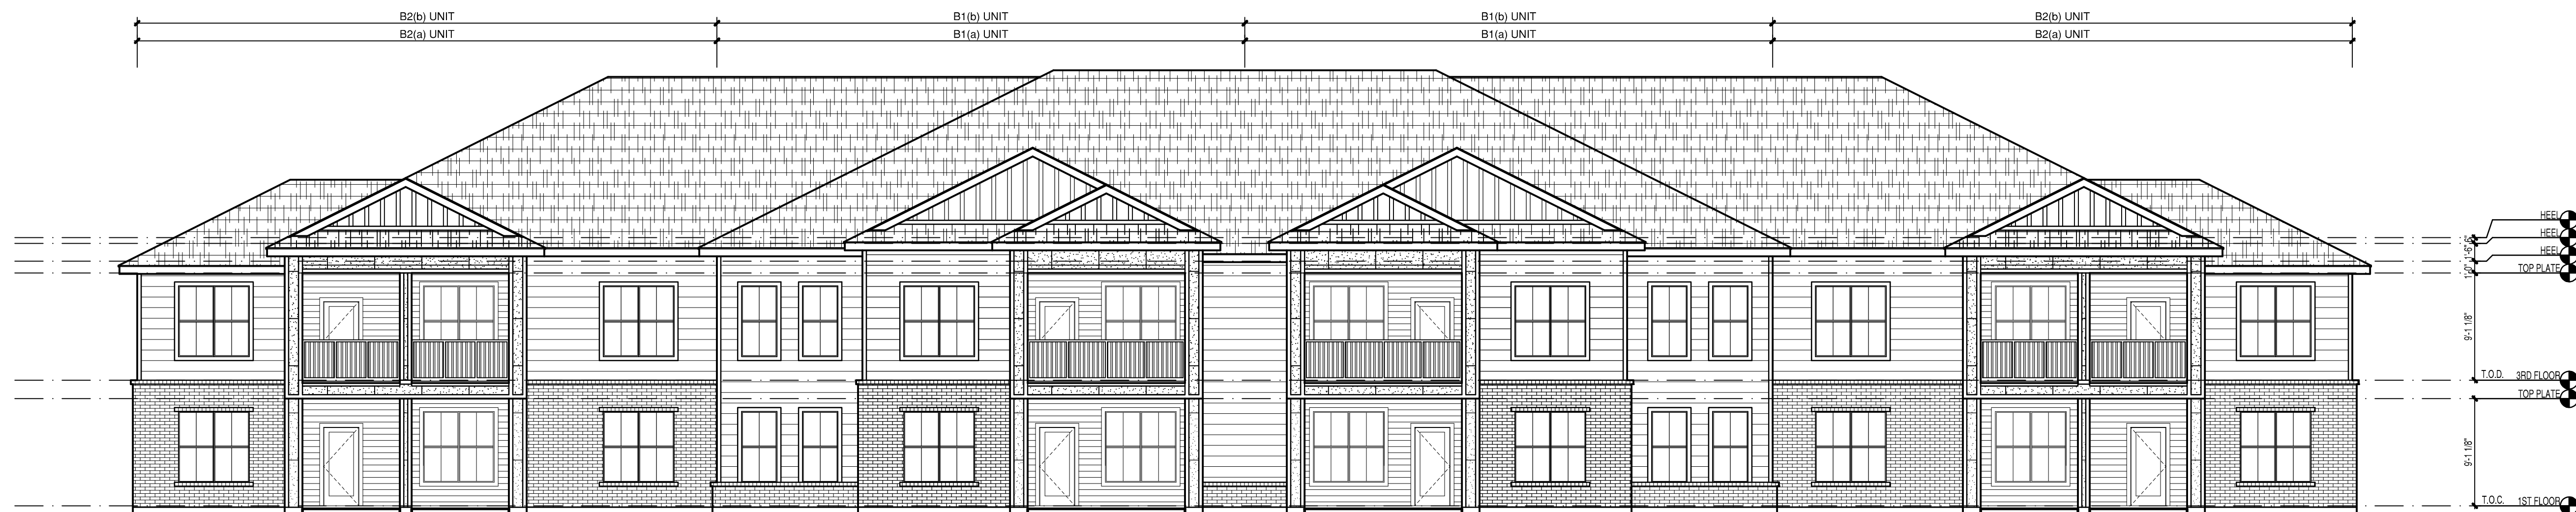 B2(b) UNIT B1(b) UNIT B1(b) UNIT B2(b) UNIT
B2(a) UNIT B1(a) UNIT B1(a) UNIT B2(a) UNIT
HEEL
HEEL
HEEL
TOP PLATE
9'-1 1/8"
T.O.D. 3RD FLOOR
TOP PLATE
9'-1 1/8"
T.O.C. 1ST FLOOR